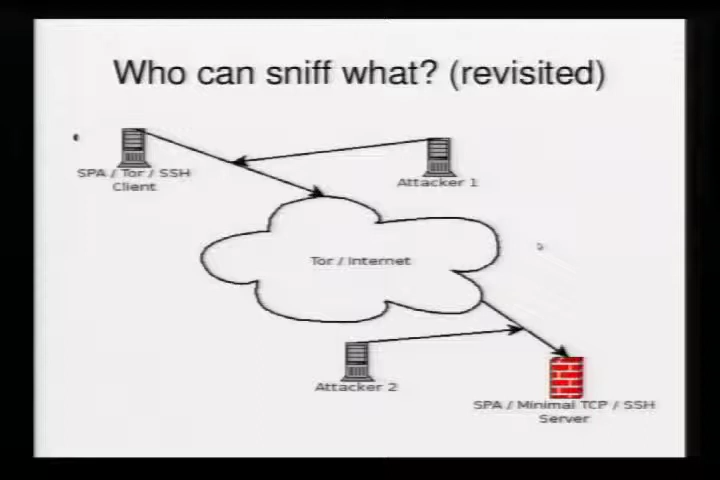 Who can sniff what? (revisited)
SPA / Tor / SSH
Client
Attacker 1
Tor / Internet
Attacker 2
SPA / Minimal TCP / SSH
Server